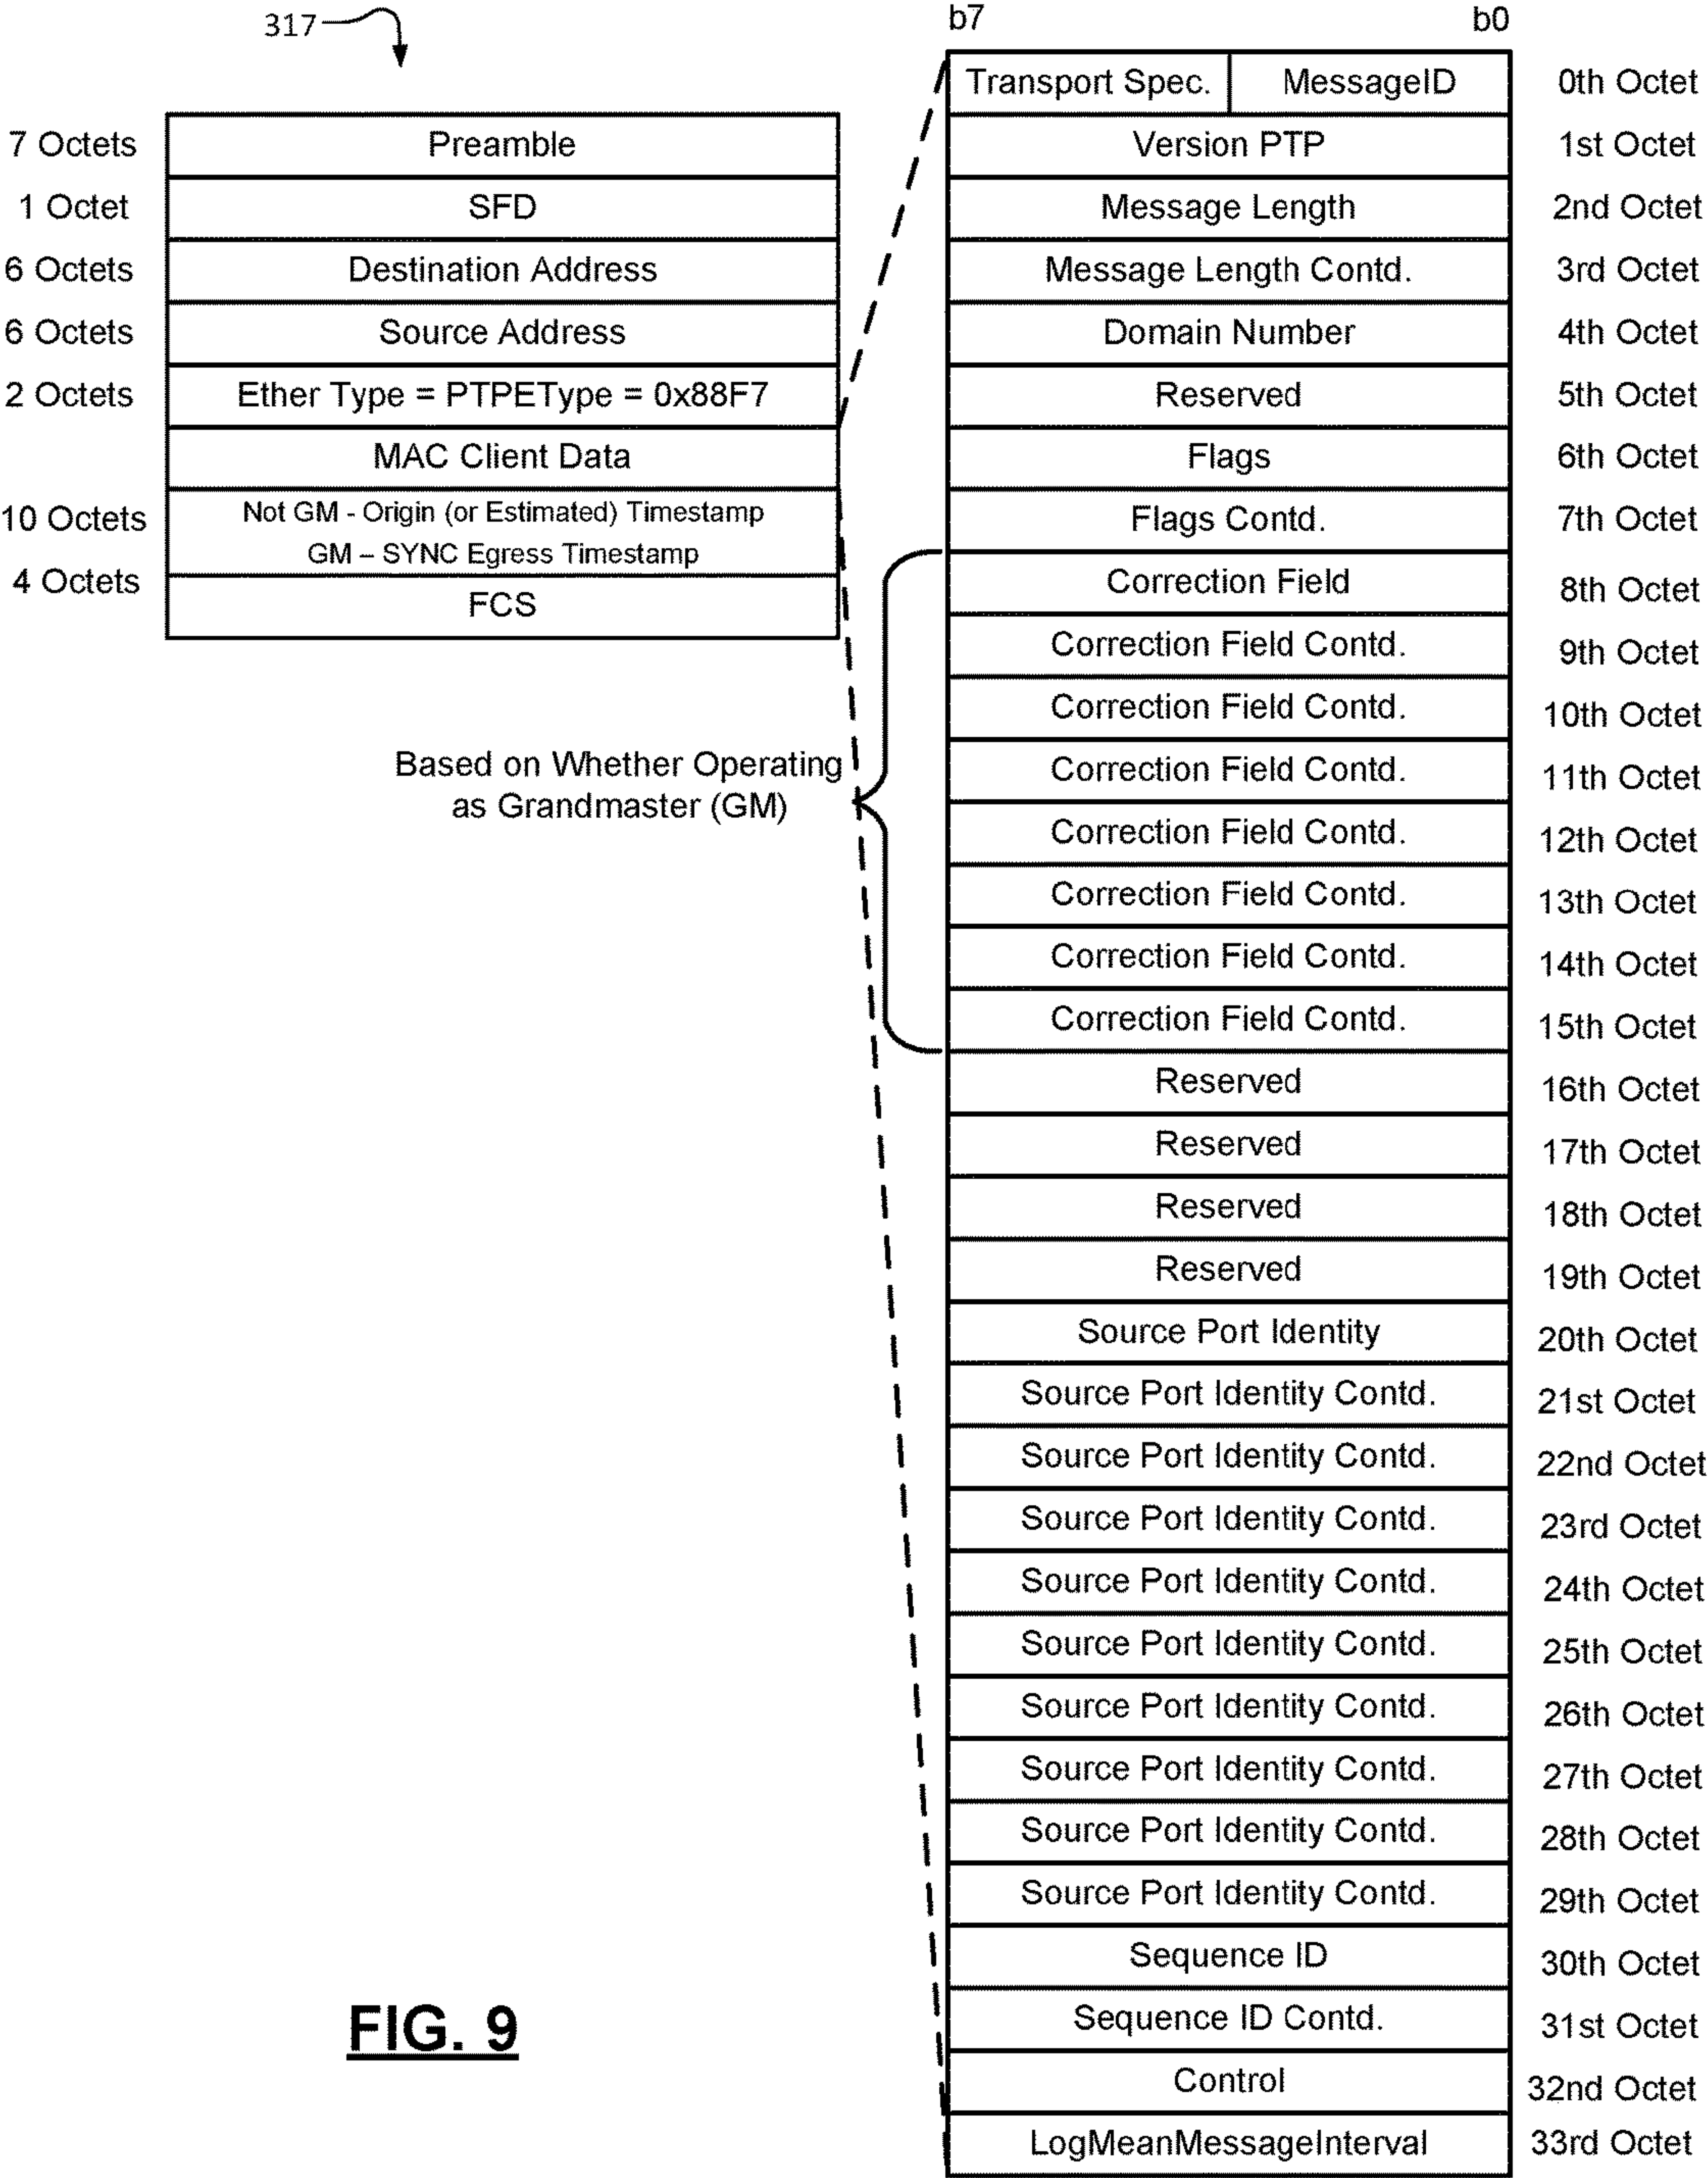 317
7 Octets Preamble
1 Octet SFD
6 Octets Destination Address
6 Octets Source Address
2 Octets Ether Type = PTPEType = 0x88F7
MAC Client Data
10 Octets Not GM - Origin (or Estimated) Timestamp
GM – SYNC Egress Timestamp
4 Octets FCS
Based on Whether Operating
as Grandmaster (GM)
b7 b0
Transport Spec. MessageID 0th Octet
Version PTP 1st Octet
Message Length 2nd Octet
Message Length Contd. 3rd Octet
Domain Number 4th Octet
Reserved 5th Octet
Flags 6th Octet
Flags Contd. 7th Octet
Correction Field 8th Octet
Correction Field Contd. 9th Octet
Correction Field Contd. 10th Octet
Correction Field Contd. 11th Octet
Correction Field Contd. 12th Octet
Correction Field Contd. 13th Octet
Correction Field Contd. 14th Octet
Correction Field Contd. 15th Octet
Reserved 16th Octet
Reserved 17th Octet
Reserved 18th Octet
Reserved 19th Octet
Source Port Identity 20th Octet
Source Port Identity Contd. 21st Octet
Source Port Identity Contd. 22nd Octet
Source Port Identity Contd. 23rd Octet
Source Port Identity Contd. 24th Octet
Source Port Identity Contd. 25th Octet
Source Port Identity Contd. 26th Octet
Source Port Identity Contd. 27th Octet
Source Port Identity Contd. 28th Octet
Source Port Identity Contd. 29th Octet
Sequence ID 30th Octet
Sequence ID Contd. 31st Octet
Control 32nd Octet
LogMeanMessageInterval 33rd Octet
FIG. 9